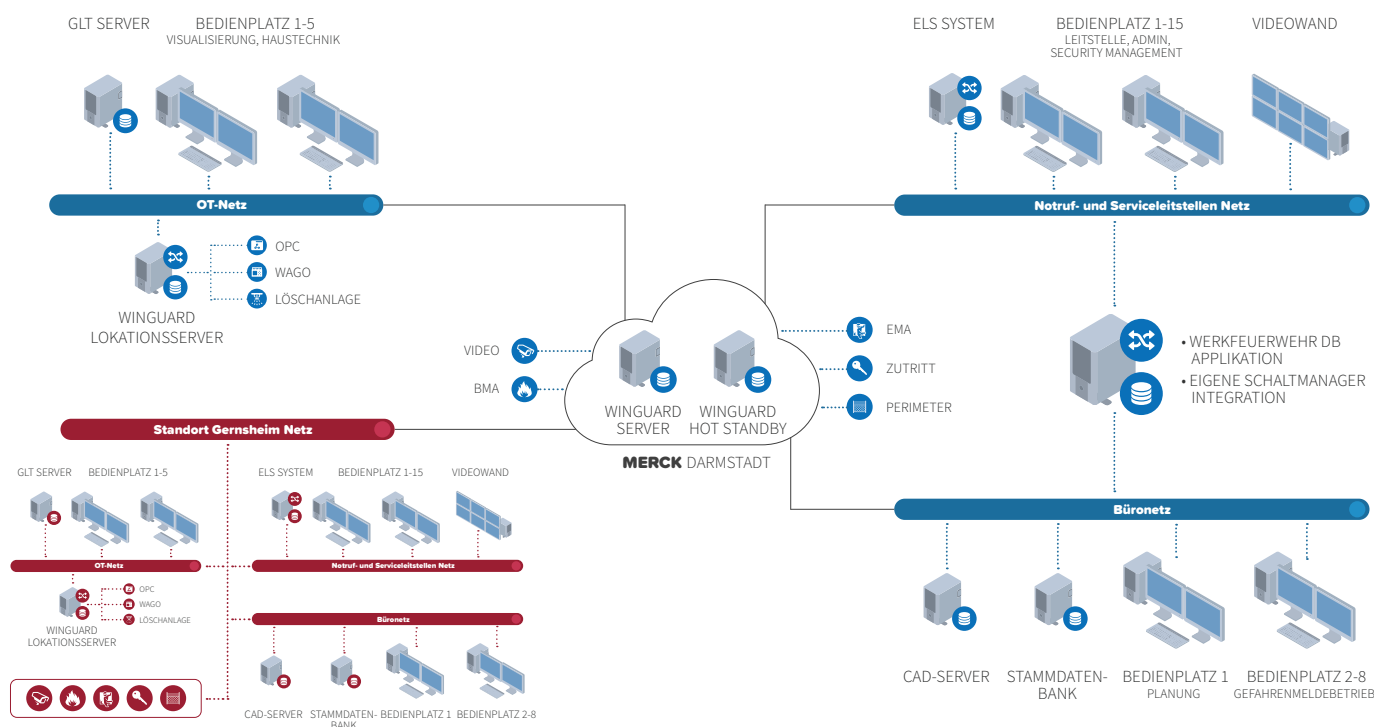 GLT SERVER
BEDIENPLATZ 1-5
VISUALISIERUNG, HAUSTECHNIK
OT-Netz
OPC
WAGO
LÖSCHANLAGE
WINGUARD
LOKATIONSSERVER
ELS SYSTEM
BEDIENPLATZ 1-15
LEITSTELLE, ADMIN,
SECURITY MANAGEMENT
VIDEOWAND
Notruf- und Serviceleitstellen Netz
VIDEO
BMA
EMA
ZUTRITT
PERIMETER
WINGUARD
SERVER
WINGUARD
HOT STANDBY
MERCK DARMSTADT
• WERKFEUERWEHR DB
APPLIKATION
• EIGENE SCHALTMANAGER
INTEGRATION
Büronetz
CAD-SERVER
STAMMDATEN-
BANK
BEDIENPLATZ 1
PLANUNG
BEDIENPLATZ 2-8
GEFAHRENMELDEBETRIEB
Standort Gernsheim Netz
GLT SERVER
BEDIENPLATZ 1-5
OT-Netz
OPC
WAGO
LÖSCHANLAGE
WINGUARD
LOKATIONSSERVER
ELS SYSTEM
BEDIENPLATZ 1-15
VIDEOWAND
Notruf- und Serviceleitstellen Netz
Büronetz
CAD-SERVER
STAMMDATEN-
BANK
BEDIENPLATZ 1
BEDIENPLATZ 2-8